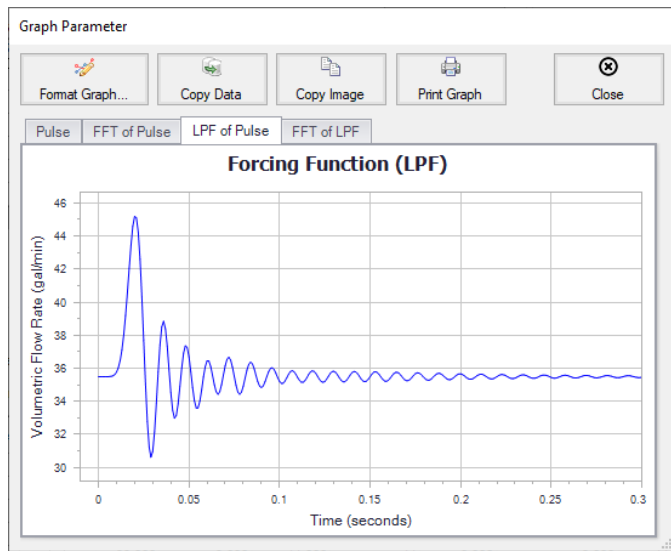 Graph Parameter
Format Graph... Copy Data Copy Image Print Graph Close
Pulse FFT of Pulse LPF of Pulse FFT of LPF
Forcing Function (LPF)
Volumetric Flow Rate (gal/min)
46
44
42
40
38
36
34
32
30
0 0.05 0.1 0.15 0.2 0.25 0.3
Time (seconds)